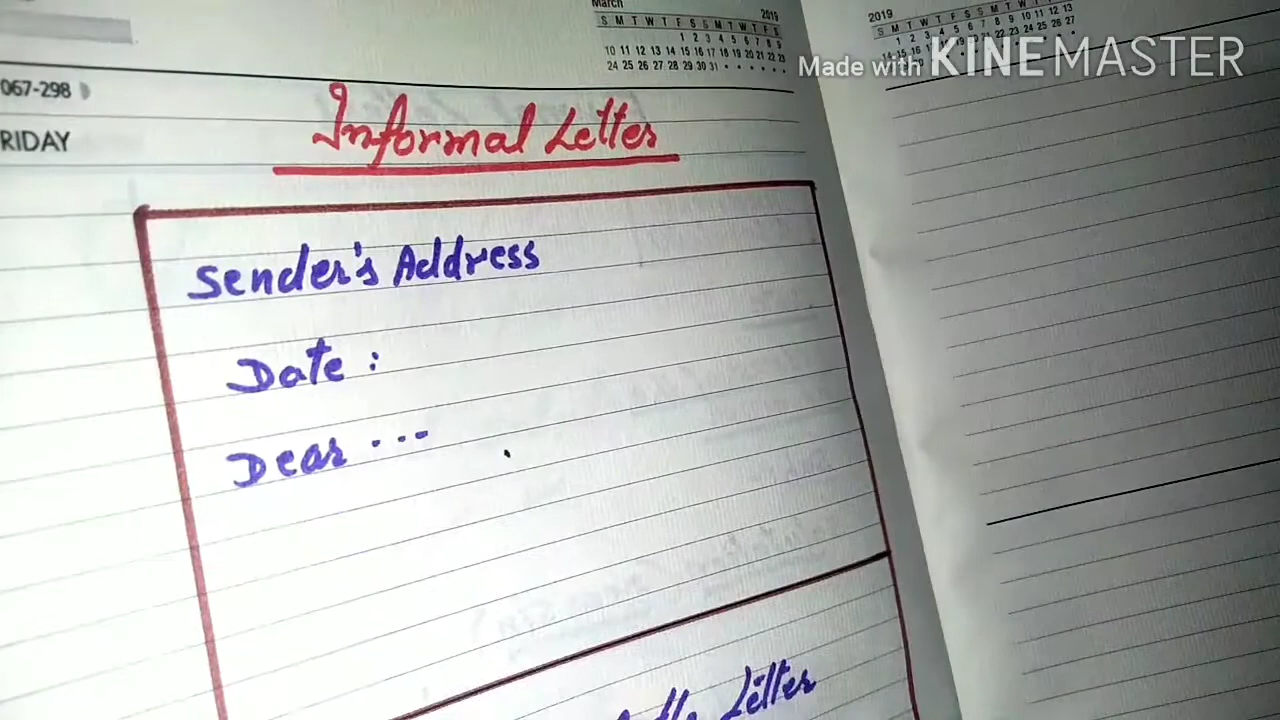 March 2019
S M T W T F S S M T W T F S
1 2 3 4 5 6 7 8 9
10 11 12 13 14 15 16 17 18 19 20 21 22 23
24 25 26 27 28 29 30 31
2019
Made with KINEMASTER
067-298
RIDAY
Informal Letter
Sender's Address
Date :
Dear ...
Letter